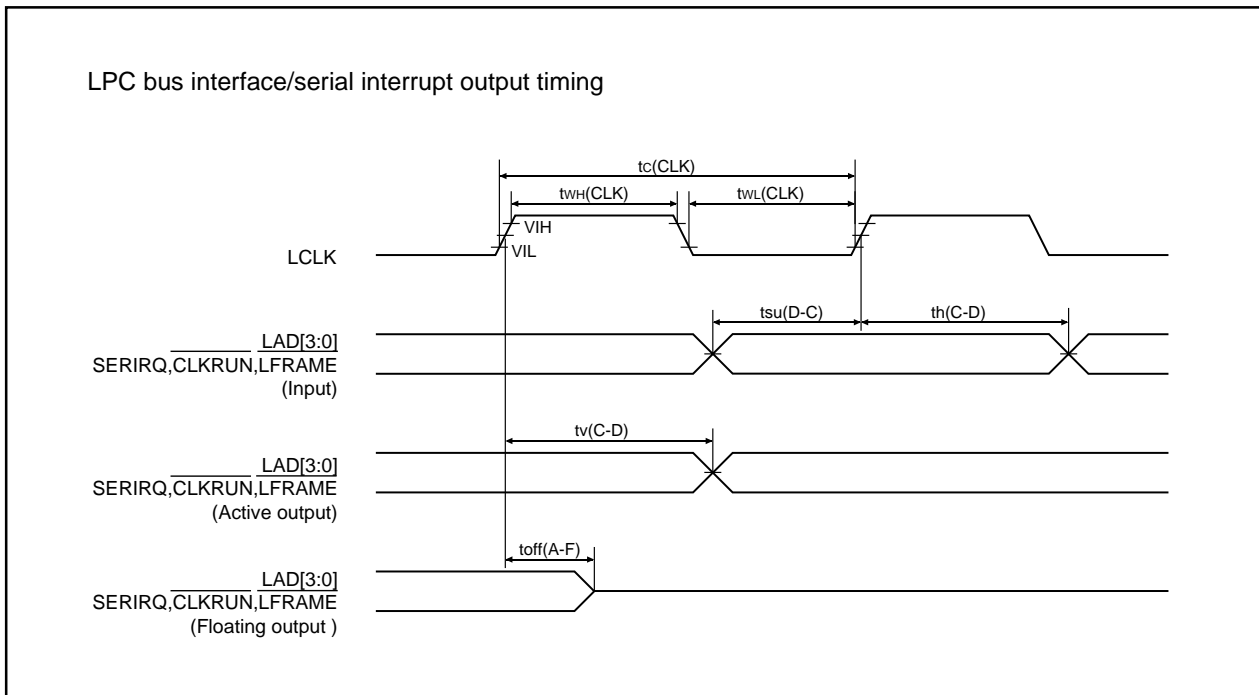 LPC bus interface/serial interrupt output timing
tC(CLK)
tWH(CLK)
tWL(CLK)
VIH
VIL
LCLK
tsu(D-C)
th(C-D)
LAD[3:0]
SERIRQ,CLKRUN,LFRAME
(Input)
tv(C-D)
LAD[3:0]
SERIRQ,CLKRUN,LFRAME
(Active output)
toff(A-F)
LAD[3:0]
SERIRQ,CLKRUN,LFRAME
(Floating output )